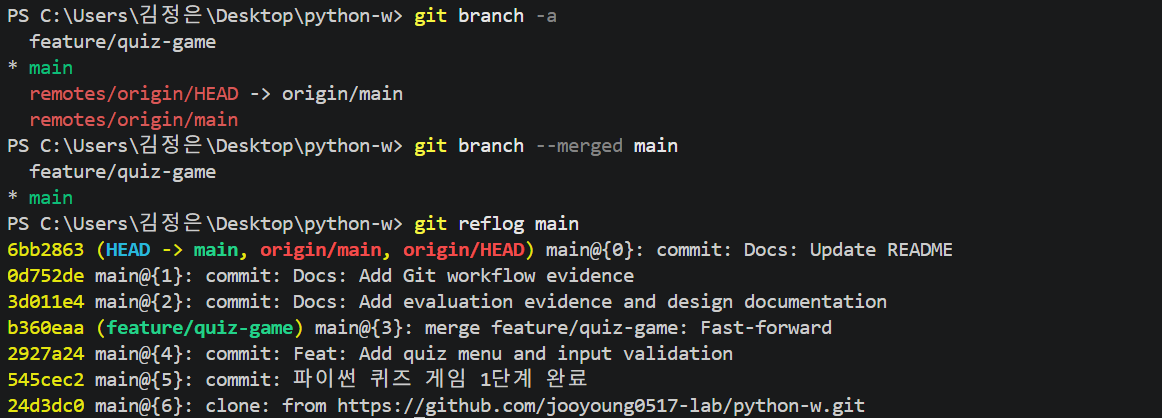 PS C:\Users\김정은\Desktop\python-w> git branch -a
  feature/quiz-game
* main
  remotes/origin/HEAD -> origin/main
  remotes/origin/main
PS C:\Users\김정은\Desktop\python-w> git branch --merged main
  feature/quiz-game
* main
PS C:\Users\김정은\Desktop\python-w> git reflog main
6bb2863 (HEAD -> main, origin/main, origin/HEAD) main@{0}: commit: Docs: Update README
0d752de main@{1}: commit: Docs: Add Git workflow evidence
3d011e4 main@{2}: commit: Docs: Add evaluation evidence and design documentation
b360eaa (feature/quiz-game) main@{3}: merge feature/quiz-game: Fast-forward
2927a24 main@{4}: commit: Feat: Add quiz menu and input validation
545cec2 main@{5}: commit: 파이썬 퀴즈 게임 1단계 완료
24d3dc0 main@{6}: clone: from https://github.com/jooyoung0517-lab/python-w.git